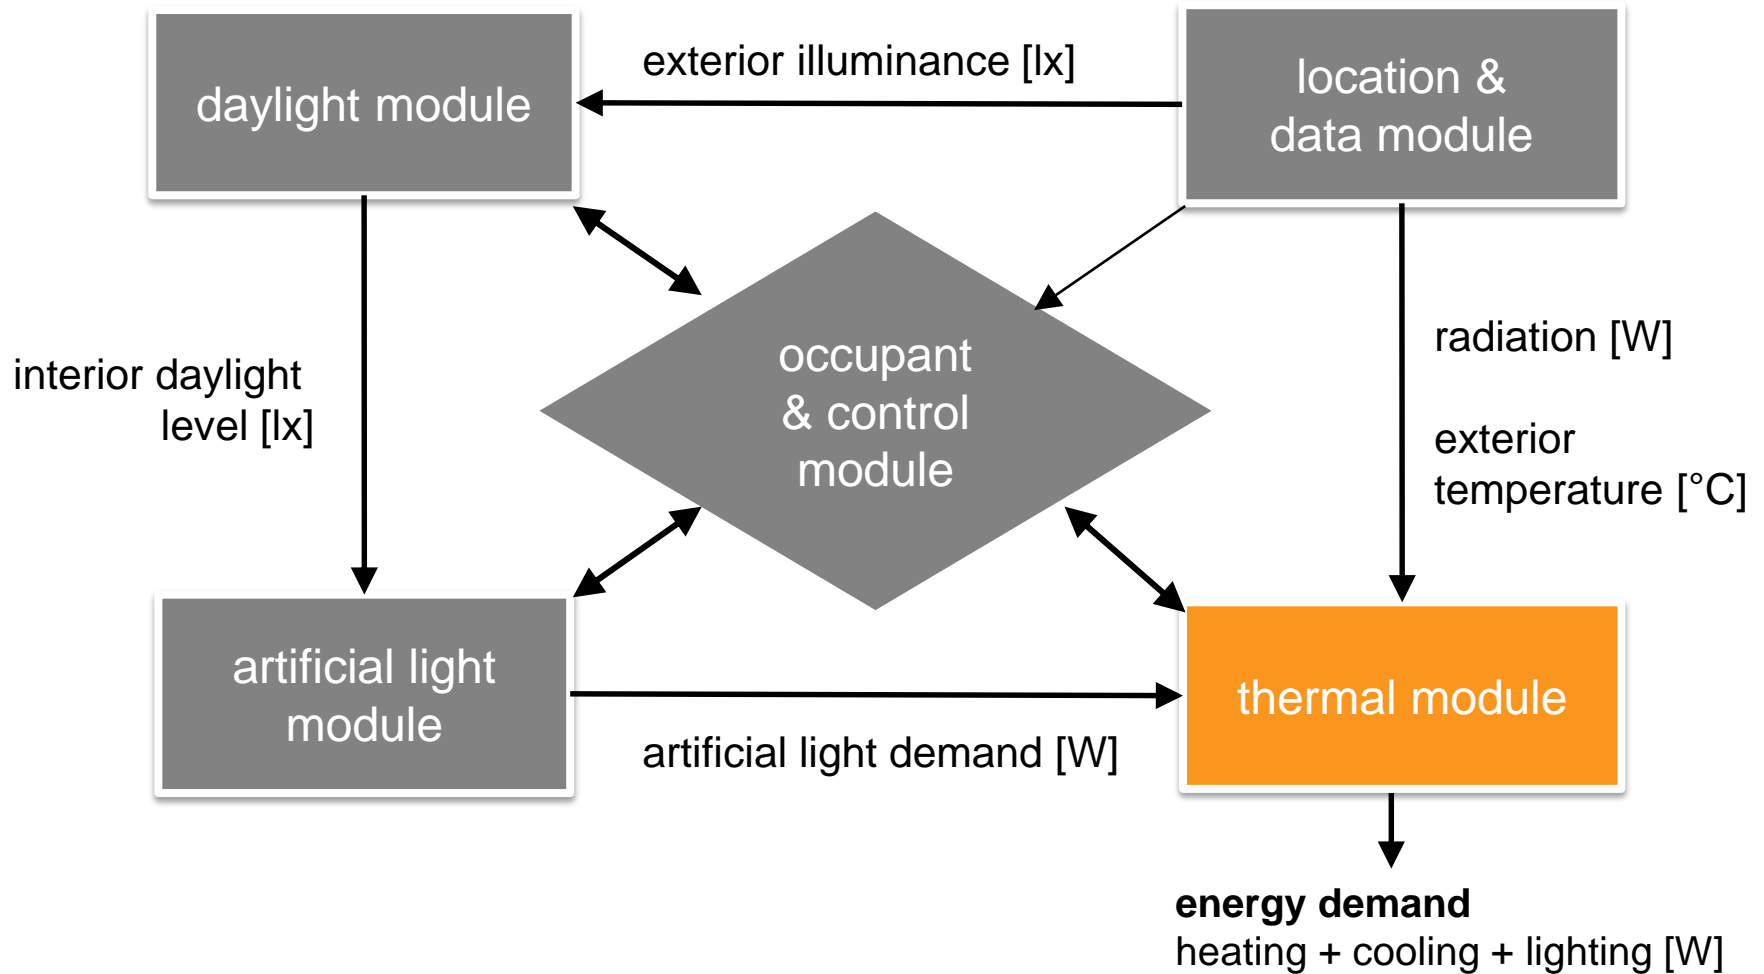 daylight module
exterior illuminance [lx]
location &
data module
interior daylight
level [lx]
occupant
& control
module
radiation [W]
exterior
temperature [°C]
artificial light
module
artificial light demand [W]
thermal module
energy demand
heating + cooling + lighting [W]